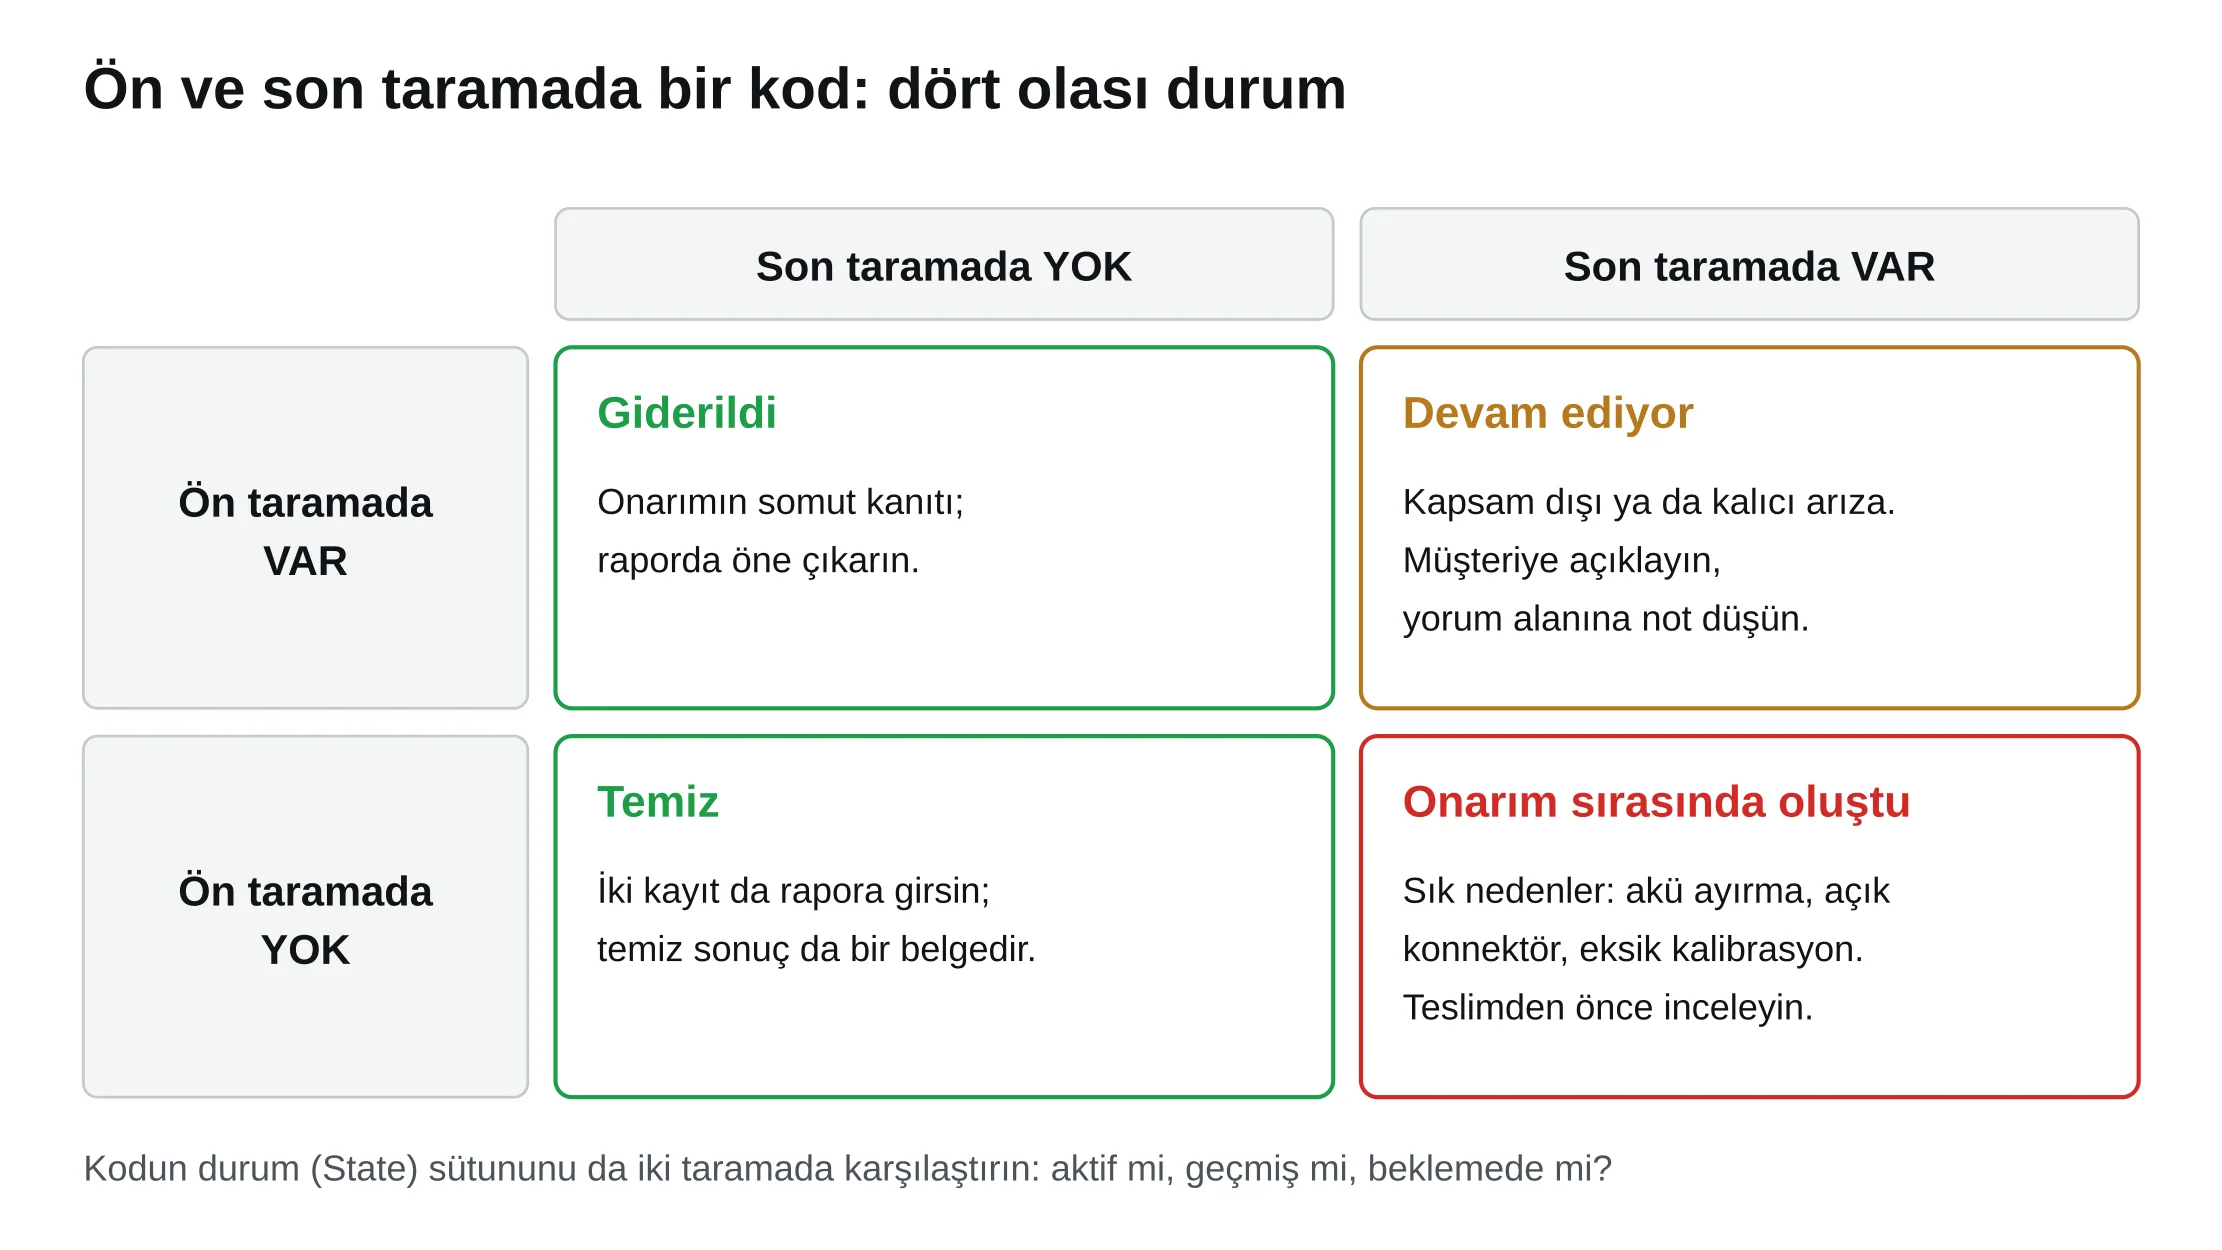 Ön ve son taramada bir kod: dört olası durum
Son taramada YOK
Son taramada VAR
Ön taramada
VAR
Giderildi
Onarımın somut kanıtı;
raporda öne çıkarın.
Devam ediyor
Kapsam dışı ya da kalıcı arıza.
Müşteriye açıklayın,
yorum alanına not düşün.
Ön taramada
YOK
Temiz
İki kayıt da rapora girsin;
temiz sonuç da bir belgedir.
Onarım sırasında oluştu
Sık nedenler: akü ayırma, açık
konnektör, eksik kalibrasyon.
Teslimden önce inceleyin.
Kodun durum (State) sütununu da iki taramada karşılaştırın: aktif mi, geçmiş mi, beklemede mi?